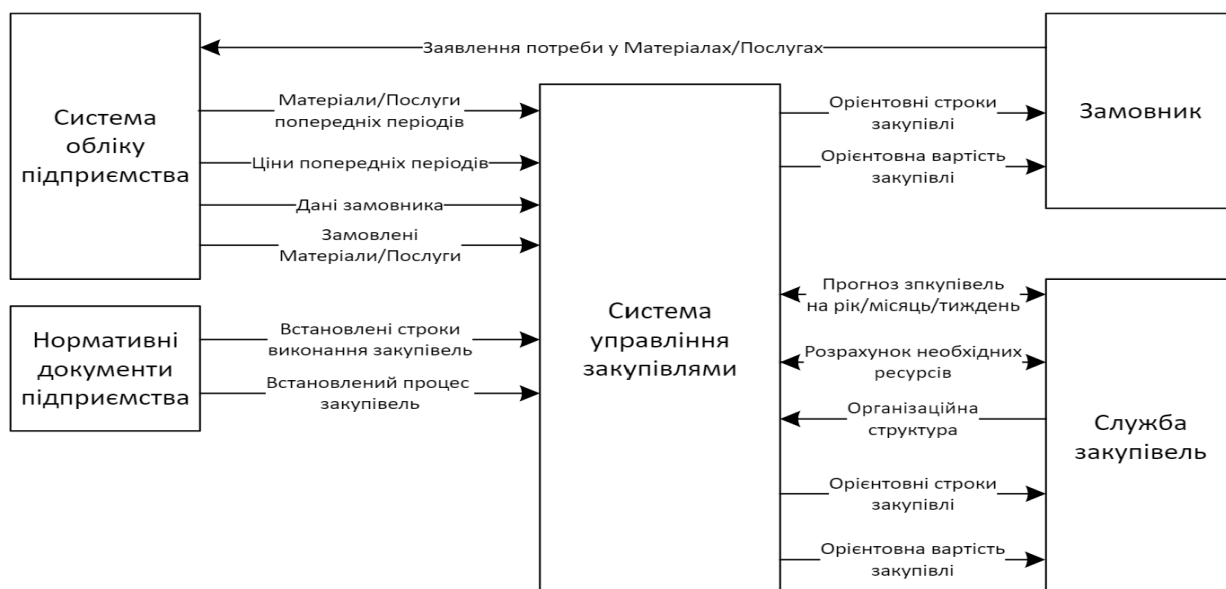 Заявлення потреби у Матеріалах/Послугах
Система
обліку
підприємства
Матеріали/Послуги
попередніх періодів
Ціни попередніх періодів
Дані замовника
Замовлені
Матеріали/Послуги
Нормативні
документи
підприємства
Встановлені строки
виконання закупівель
Встановлений процес
закупівель
Система
управління
закупівлями
Орієнтовні строки
закупівлі
Орієнтовна вартість
закупівлі
Замовник
Прогноз зпкупівель
на рік/місяць/тиждень
Розрахунок необхідних
ресурсів
Організаційна
структура
Орієнтовні строки
закупівлі
Орієнтовна вартість
закупівлі
Служба
закупівель